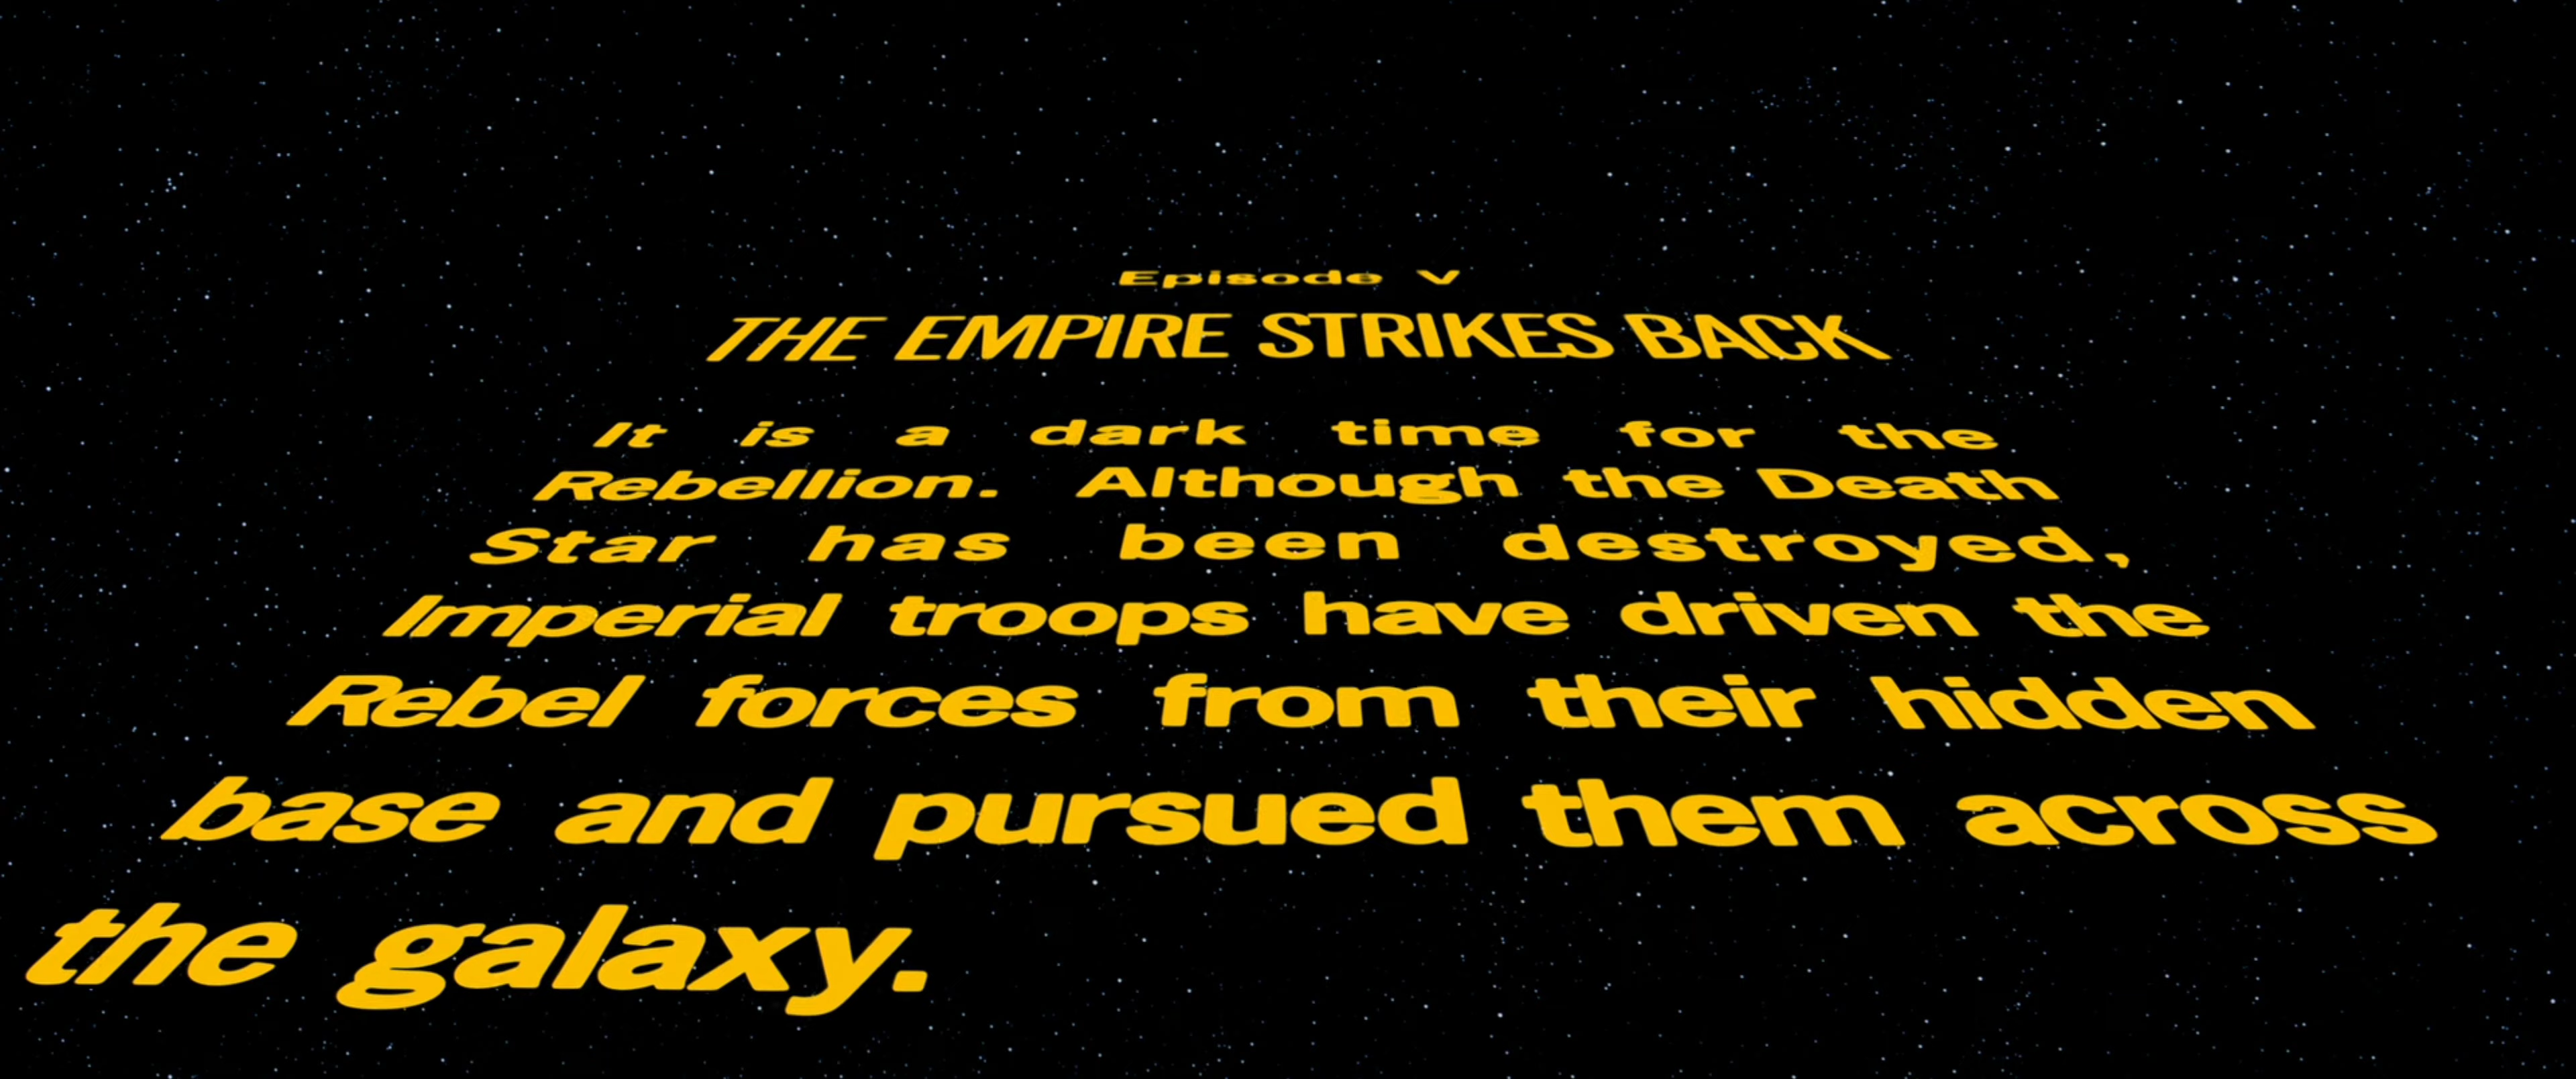 Episode V
THE EMPIRE STRIKES BACK
It is a dark time for the
Rebellion. Although the Death
Star has been destroyed,
Imperial troops have driven the
Rebel forces from their hidden
base and pursued them across
the galaxy.